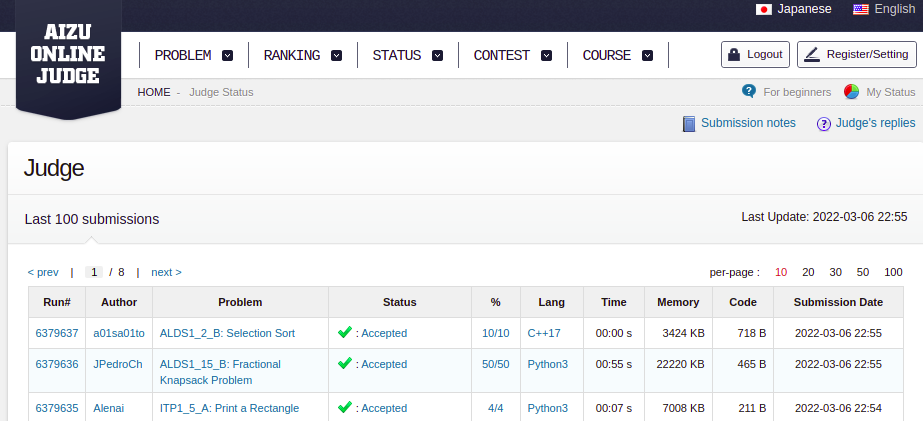 Japanese English
AIZU
ONLINE
JUDGE
PROBLEM RANKING STATUS CONTEST COURSE Logout Register/Setting
HOME - Judge Status For beginners My Status
Submission notes Judge's replies
Judge
Last 100 submissions Last Update: 2022-03-06 22:55
< prev | 1 / 8 | next > per-page : 10 20 30 50 100
Run# Author Problem Status % Lang Time Memory Code Submission Date
6379637 a01sa01to ALDS1_2_B: Selection Sort : Accepted 10/10 C++17 00:00 s 3424 KB 718 B 2022-03-06 22:55
6379636 JPedroCh ALDS1_15_B: Fractional : Accepted 50/50 Python3 00:55 s 22220 KB 465 B 2022-03-06 22:55
Knapsack Problem
6379635 Alenai ITP1_5_A: Print a Rectangle : Accepted 4/4 Python3 00:07 s 7008 KB 211 B 2022-03-06 22:54